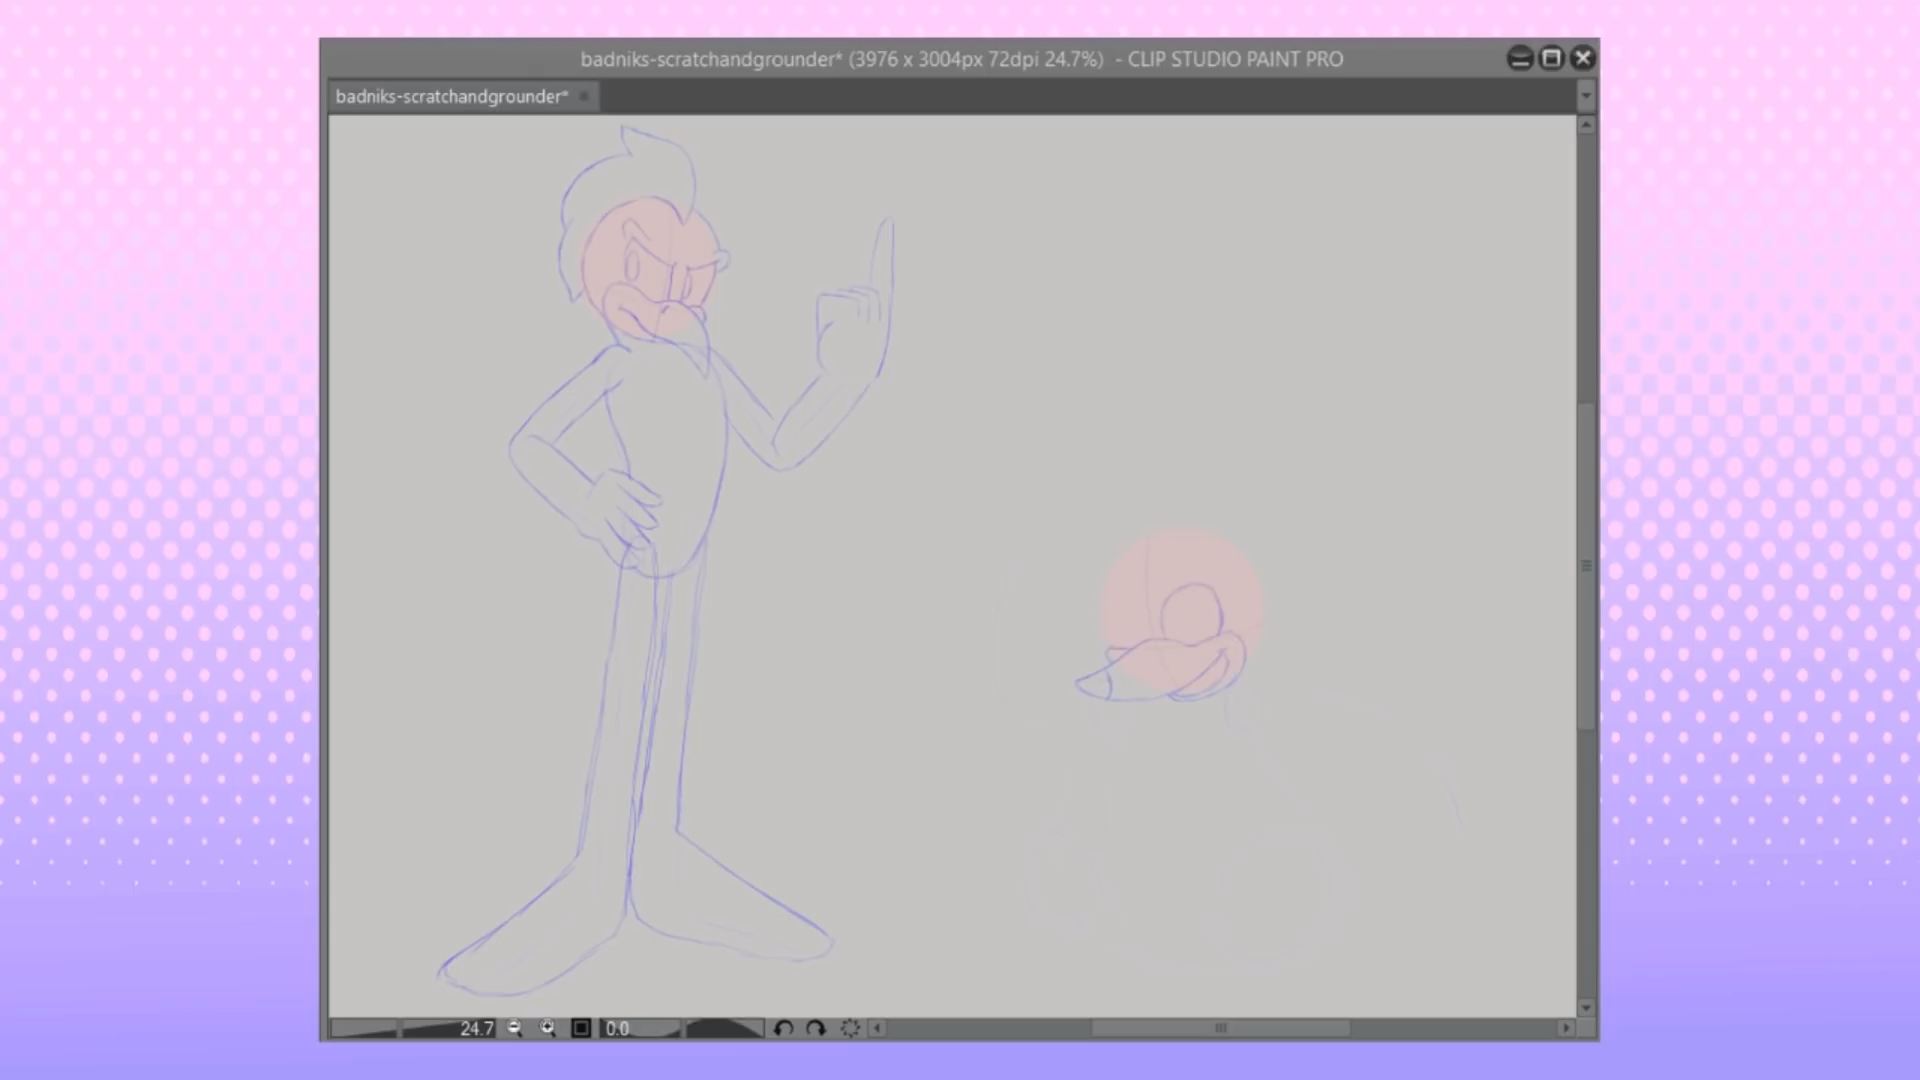 badniks-scratchandgrounder* (3976 x 3004px 72dpi 24.7%) - CLIP STUDIO PAINT PRO
badniks-scratchandgrounder*
24.7
0.0